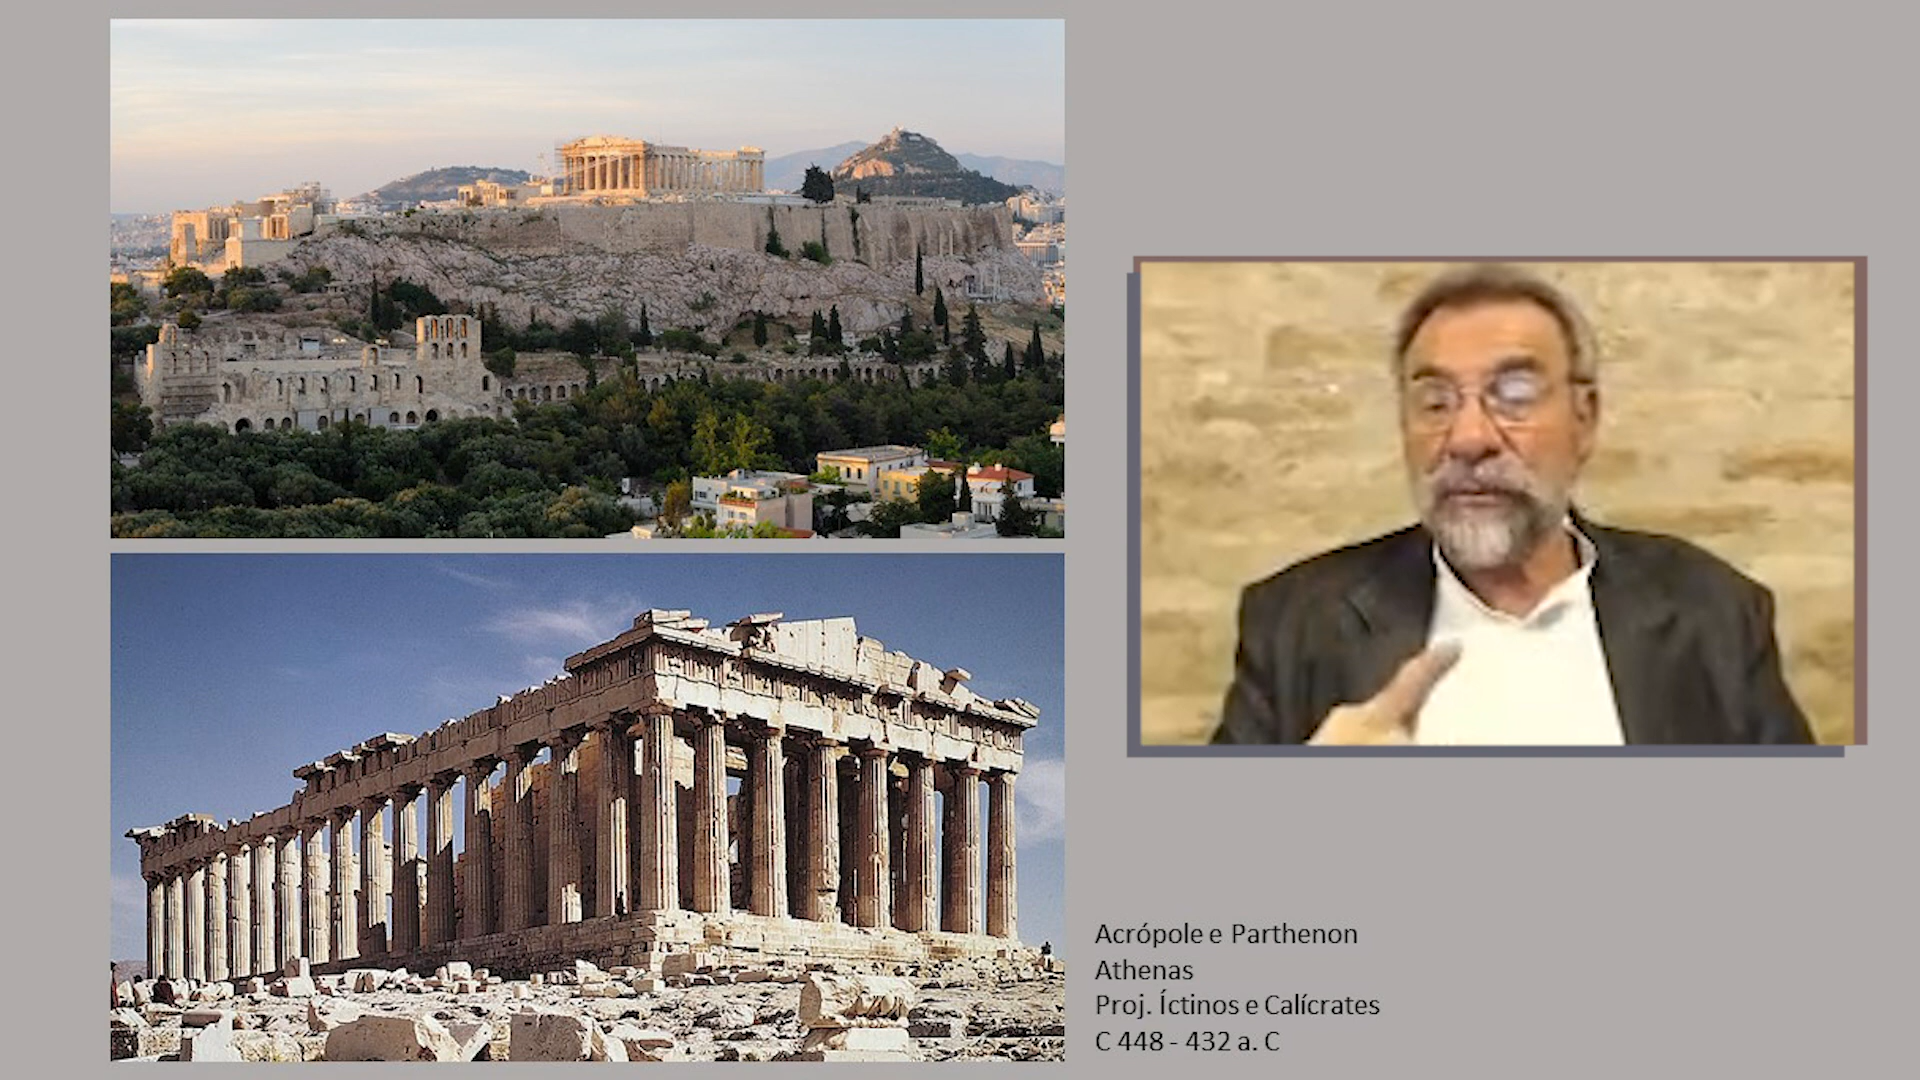 Acrópole e Parthenon
Athenas
Proj. Íctinos e Calícrates
C 448 - 432 a. C